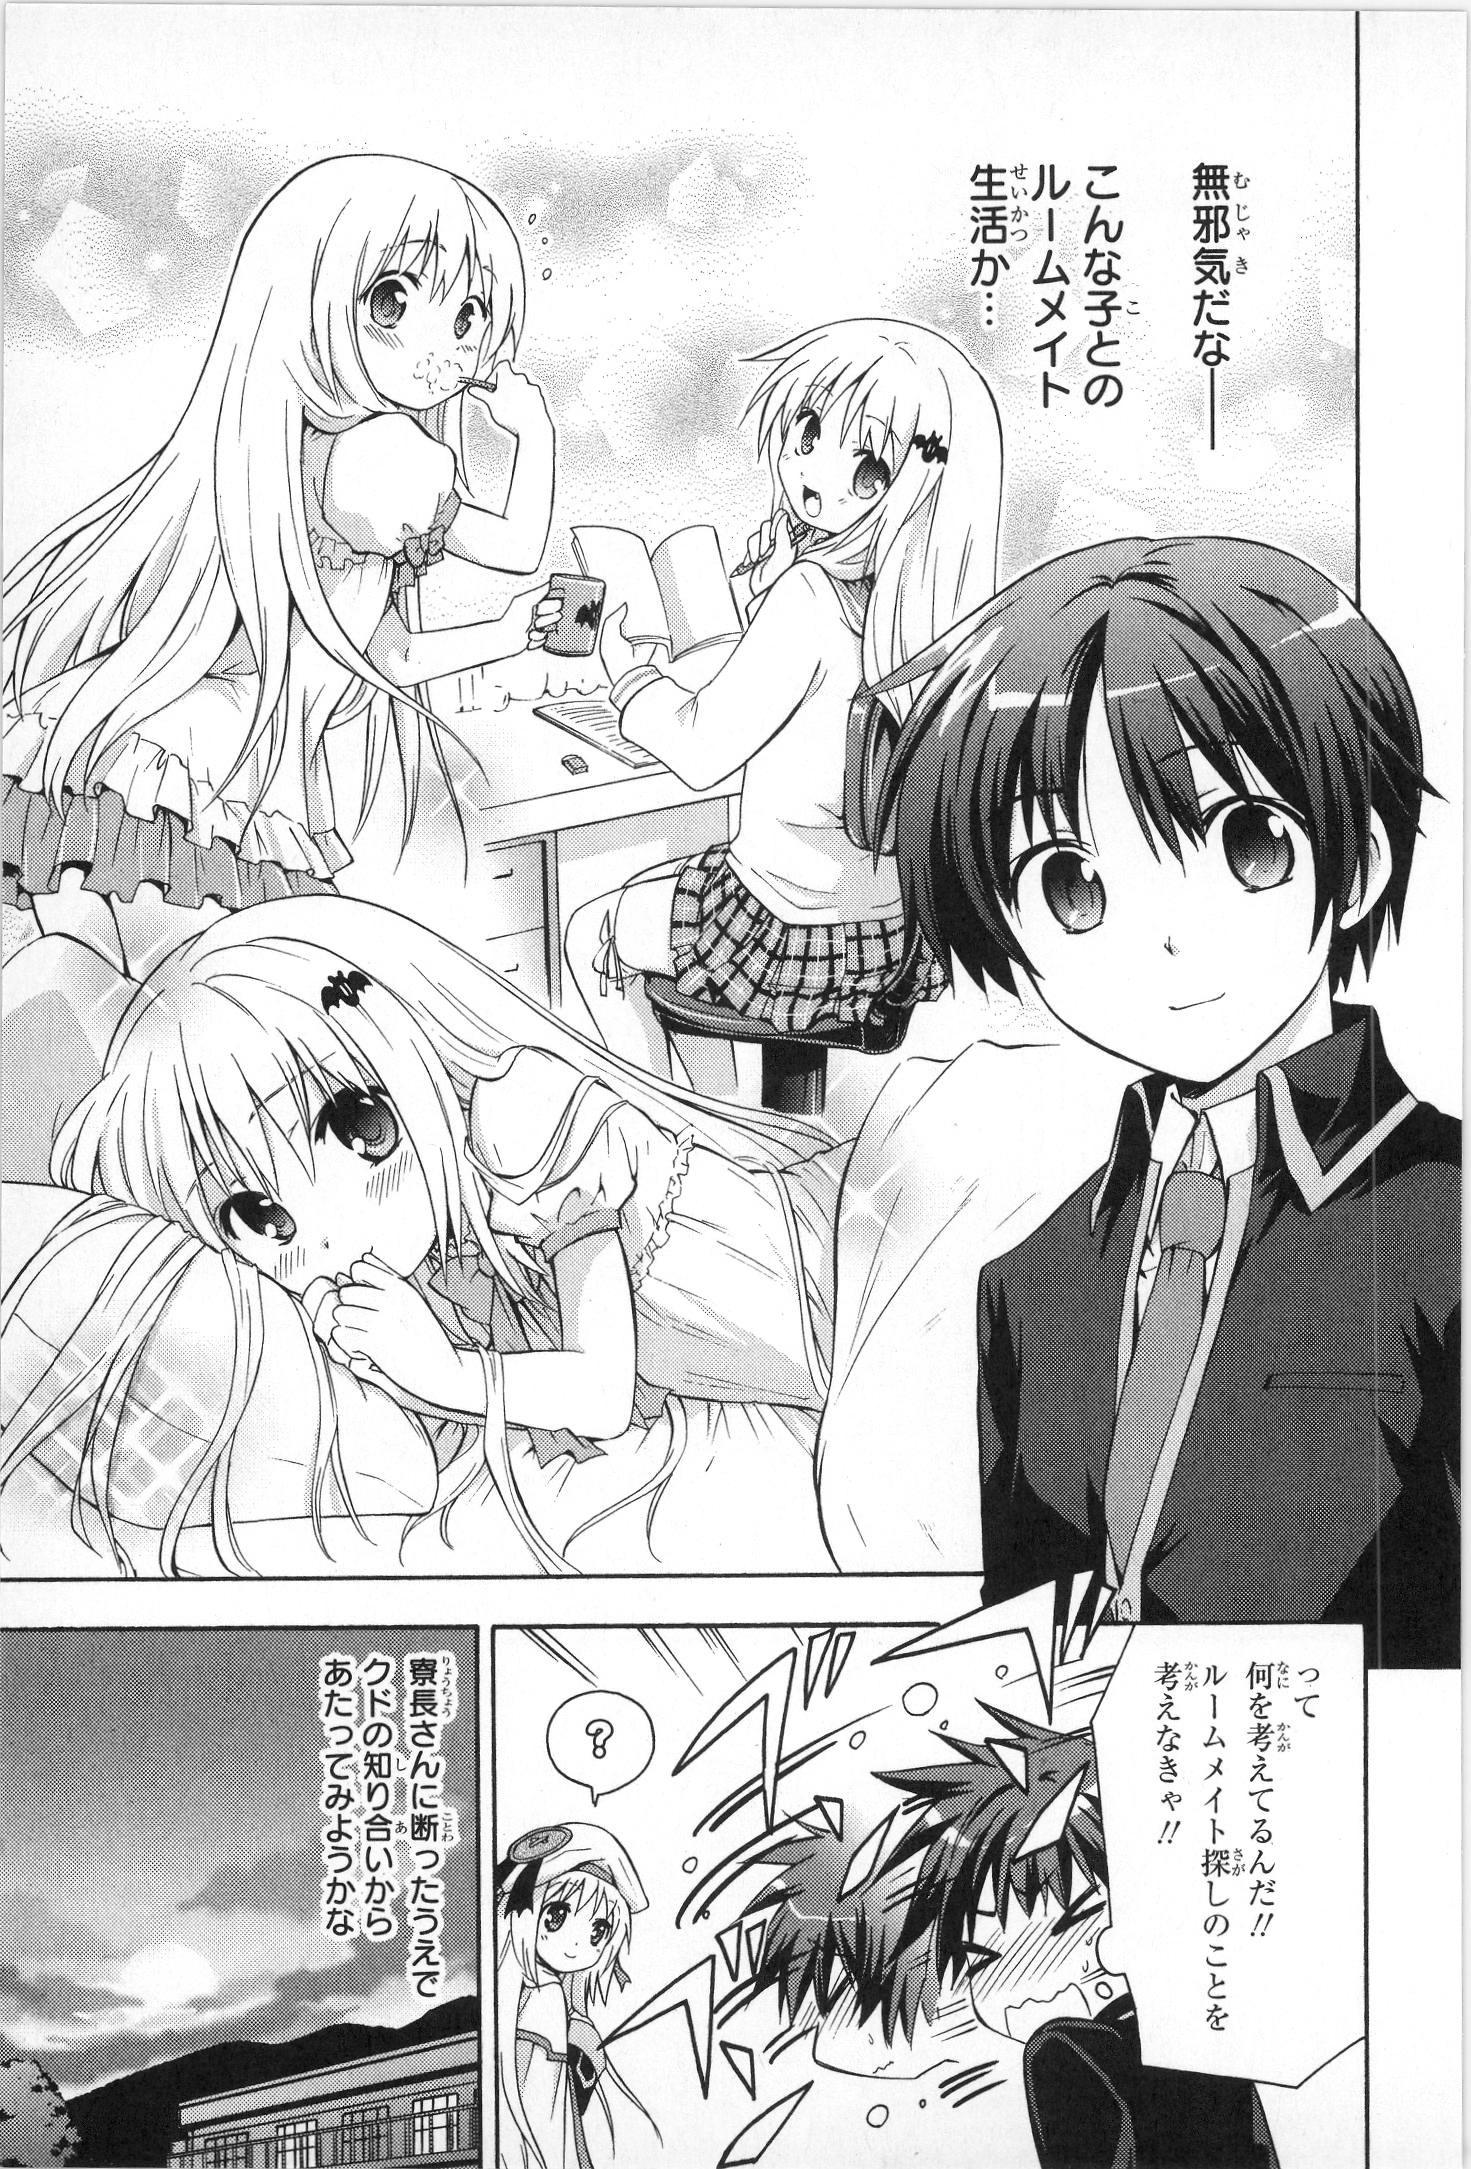 無邪気だな――
こんな子との
ルームメイト
生活か…
って
何を考えてるんだ!!
ルームメイト探しのことを
考えなきゃ!!
?
寮長さんに断ったうえで
クドの知り合いから
あたってみようかな